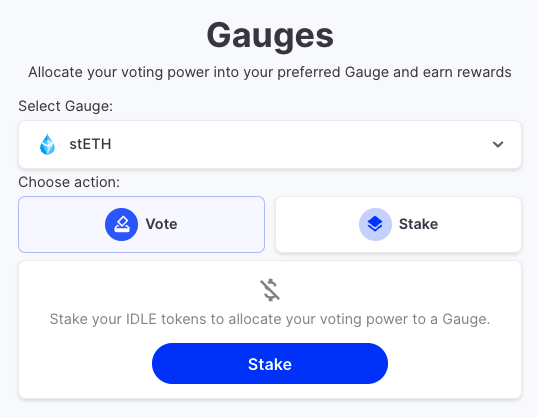 Gauges
Allocate your voting power into your preferred Gauge and earn rewards
Select Gauge:
stETH
Choose action:
Vote
Stake
Stake your IDLE tokens to allocate your voting power to a Gauge.
Stake